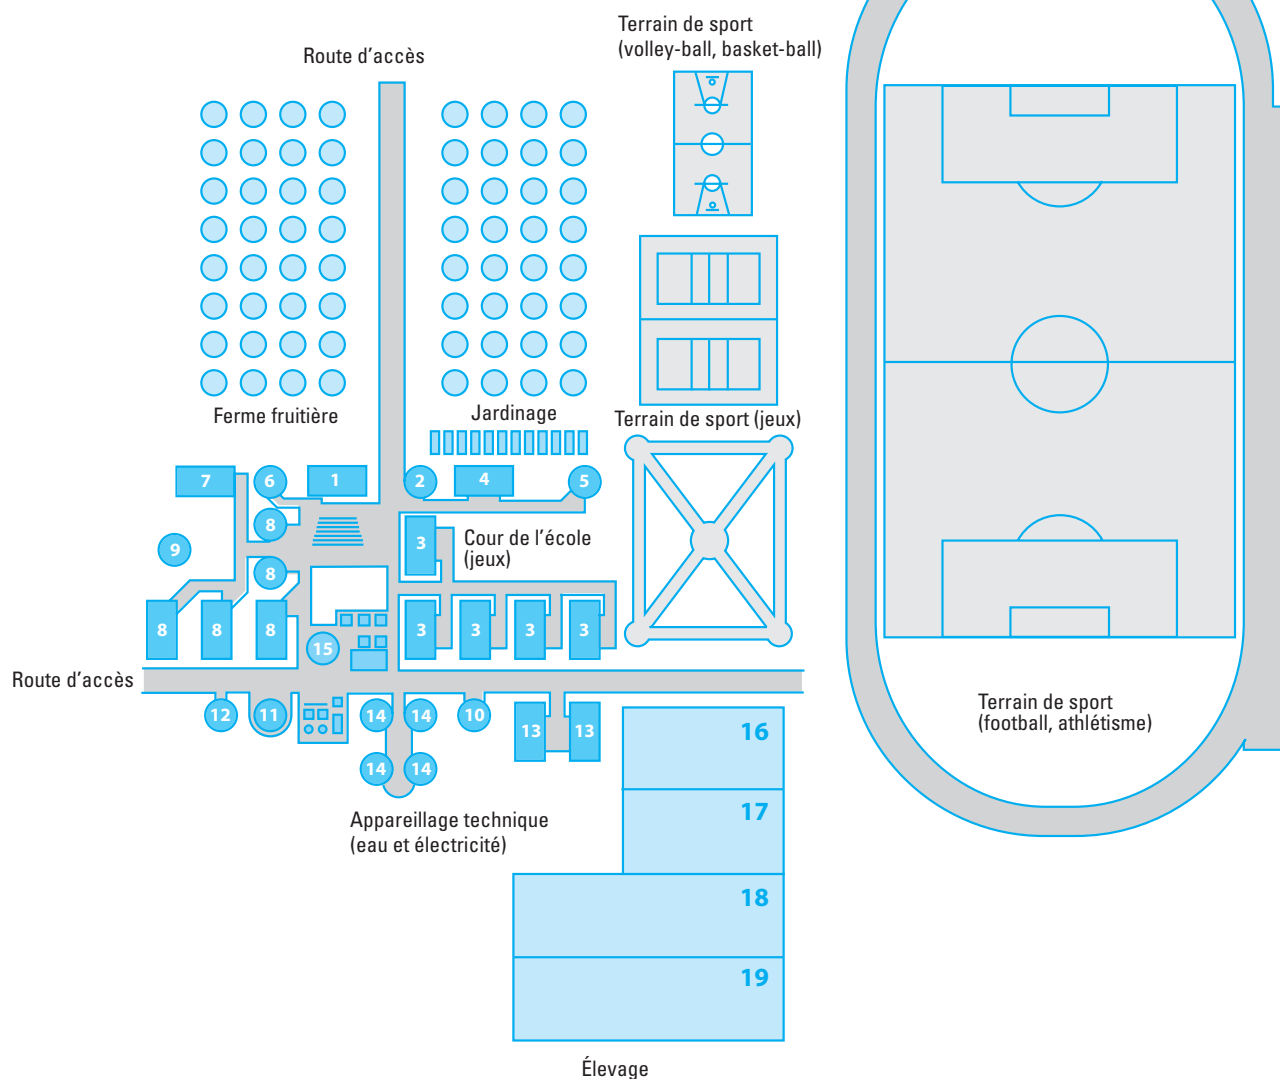 Terrain de sport
(volley-ball, basket-ball)
Route d'accès
Ferme fruitière
Jardinage
Terrain de sport (jeux)
7
6
1
2
4
5
8
3
Cour de l'école
(jeux)
9
8
8
8
8
3
3
3
3
15
Route d'accès
12
11
14
14
10
13
13
14
14
Appareillage technique
(eau et électricité)
16
17
18
19
Élevage
Terrain de sport
(football, athlétisme)